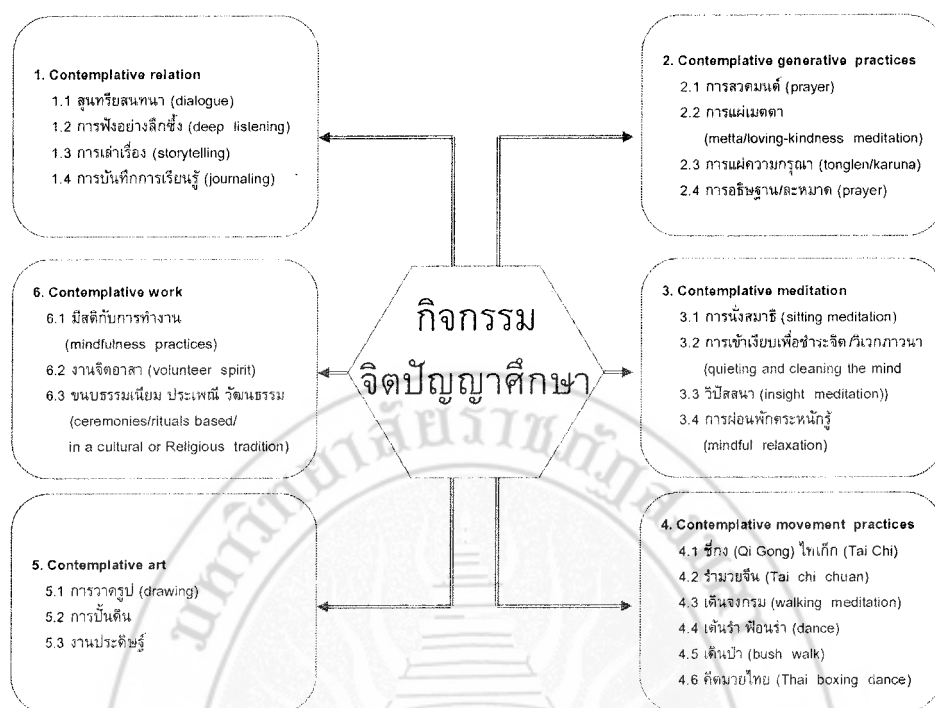 1. Contemplative relation
1.1 สุนทรียสนทนา (dialogue)
1.2 การฟังอย่างลึกซึ้ง (deep listening)
1.3 การเล่าเรื่อง (storytelling)
1.4 การบันทึกการเรียนรู้ (journaling)
2. Contemplative generative practices
2.1 การสวดมนต์ (prayer)
2.2 การแผ่เมตตา
(metta/loving-kindness meditation)
2.3 การแผ่ความกรุณา (tonglen/karuna)
2.4 การอธิษฐาน/ละหมาด (prayer)
กิจกรรม
จิตปัญญาศึกษา
6. Contemplative work
6.1 มีสติกับการทำงาน
(mindfulness practices)
6.2 งานจิตอาสา (volunteer spirit)
6.3 ขนบธรรมเนียม ประเพณี วัฒนธรรม
(ceremonies/rituals based/
in a cultural or Religious tradition)
3. Contemplative meditation
3.1 การนั่งสมาธิ (sitting meditation)
3.2 การเข้าเงียบเพื่อชำระจิต/วิเวกภาวนา
(quieting and cleaning the mind
3.3 วิปัสสนา (insight meditation))
3.4 การผ่อนพักตระหนักรู้
(mindful relaxation)
5. Contemplative art
5.1 การวาดรูป (drawing)
5.2 การปั้นดิน
5.3 งานประดิษฐ์
4. Contemplative movement practices
4.1 ชี่กง (Qi Gong) ไทเก็ก (Tai Chi)
4.2 รำมวยจีน (Tai chi chuan)
4.3 เดินจงกรม (walking meditation)
4.4 เต้นรำ ฟ้อนรำ (dance)
4.5 เดินป่า (bush walk)
4.6 คีตมวยไทย (Thai boxing dance)